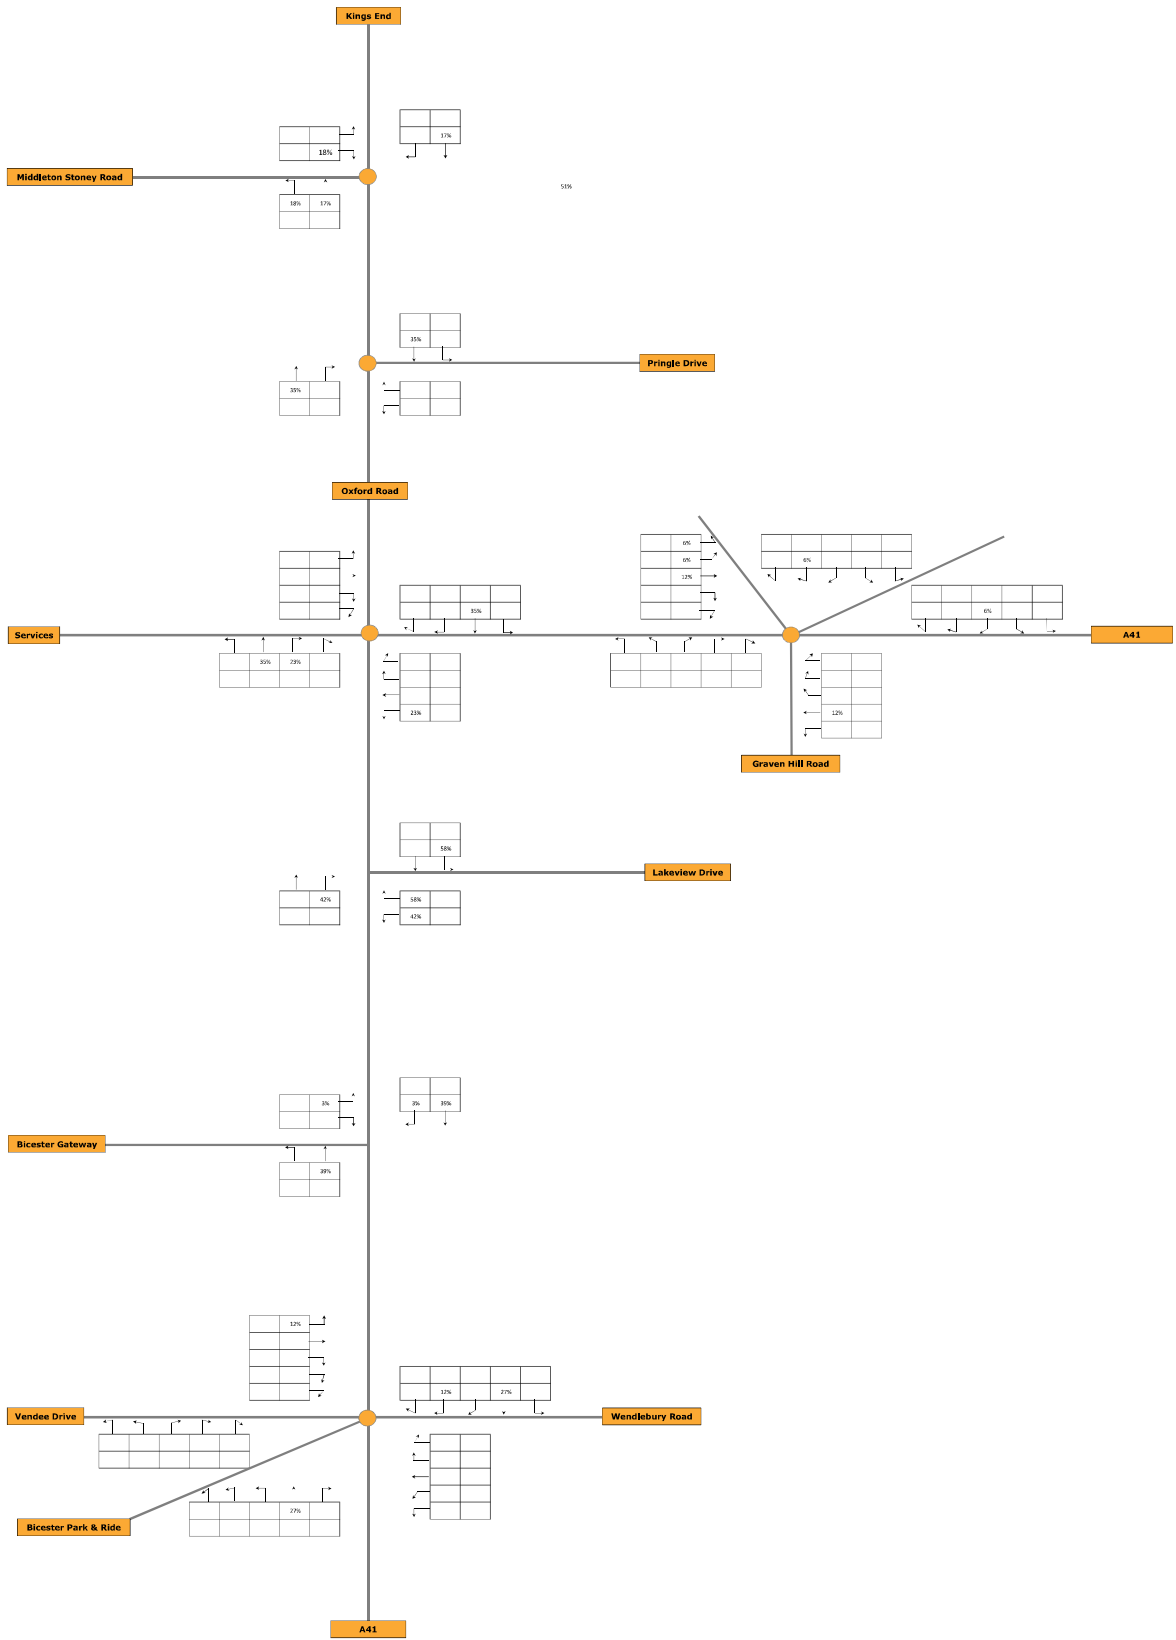 Kings End
17%
18%
Middleton Stoney Road
51%
18% 17%
35%
Pringle Drive
35%
Oxford Road
6%
6% 6%
12%
35% 6%
Services
A41
35% 23%
23% 12%
Graven Hill Road
58%
Lakeview Drive
42% 58%
42%
3% 3% 39%
Bicester Gateway
39%
12%
12% 27%
Vendee Drive
Wendlebury Road
27%
Bicester Park & Ride
A41